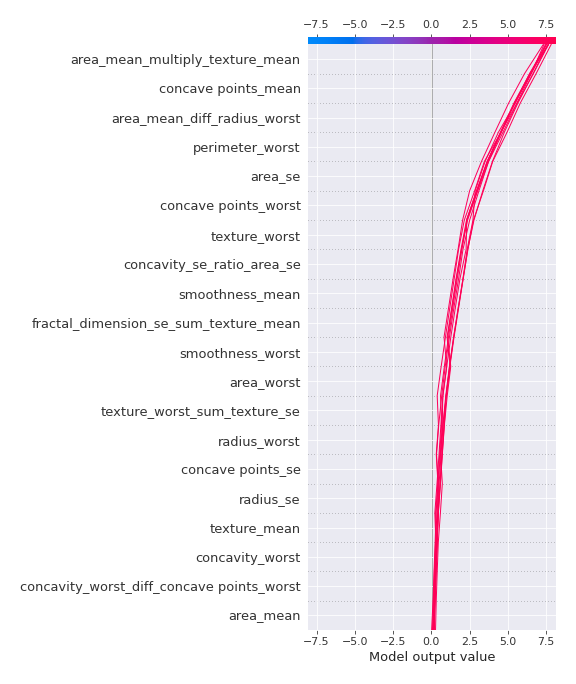 −7.5 −5.0 −2.5 0.0 2.5 5.0 7.5
area_mean_multiply_texture_mean
concave points_mean
area_mean_diff_radius_worst
perimeter_worst
area_se
concave points_worst
texture_worst
concavity_se_ratio_area_se
smoothness_mean
fractal_dimension_se_sum_texture_mean
smoothness_worst
area_worst
texture_worst_sum_texture_se
radius_worst
concave points_se
radius_se
texture_mean
concavity_worst
concavity_worst_diff_concave points_worst
area_mean
−7.5 −5.0 −2.5 0.0 2.5 5.0 7.5
Model output value